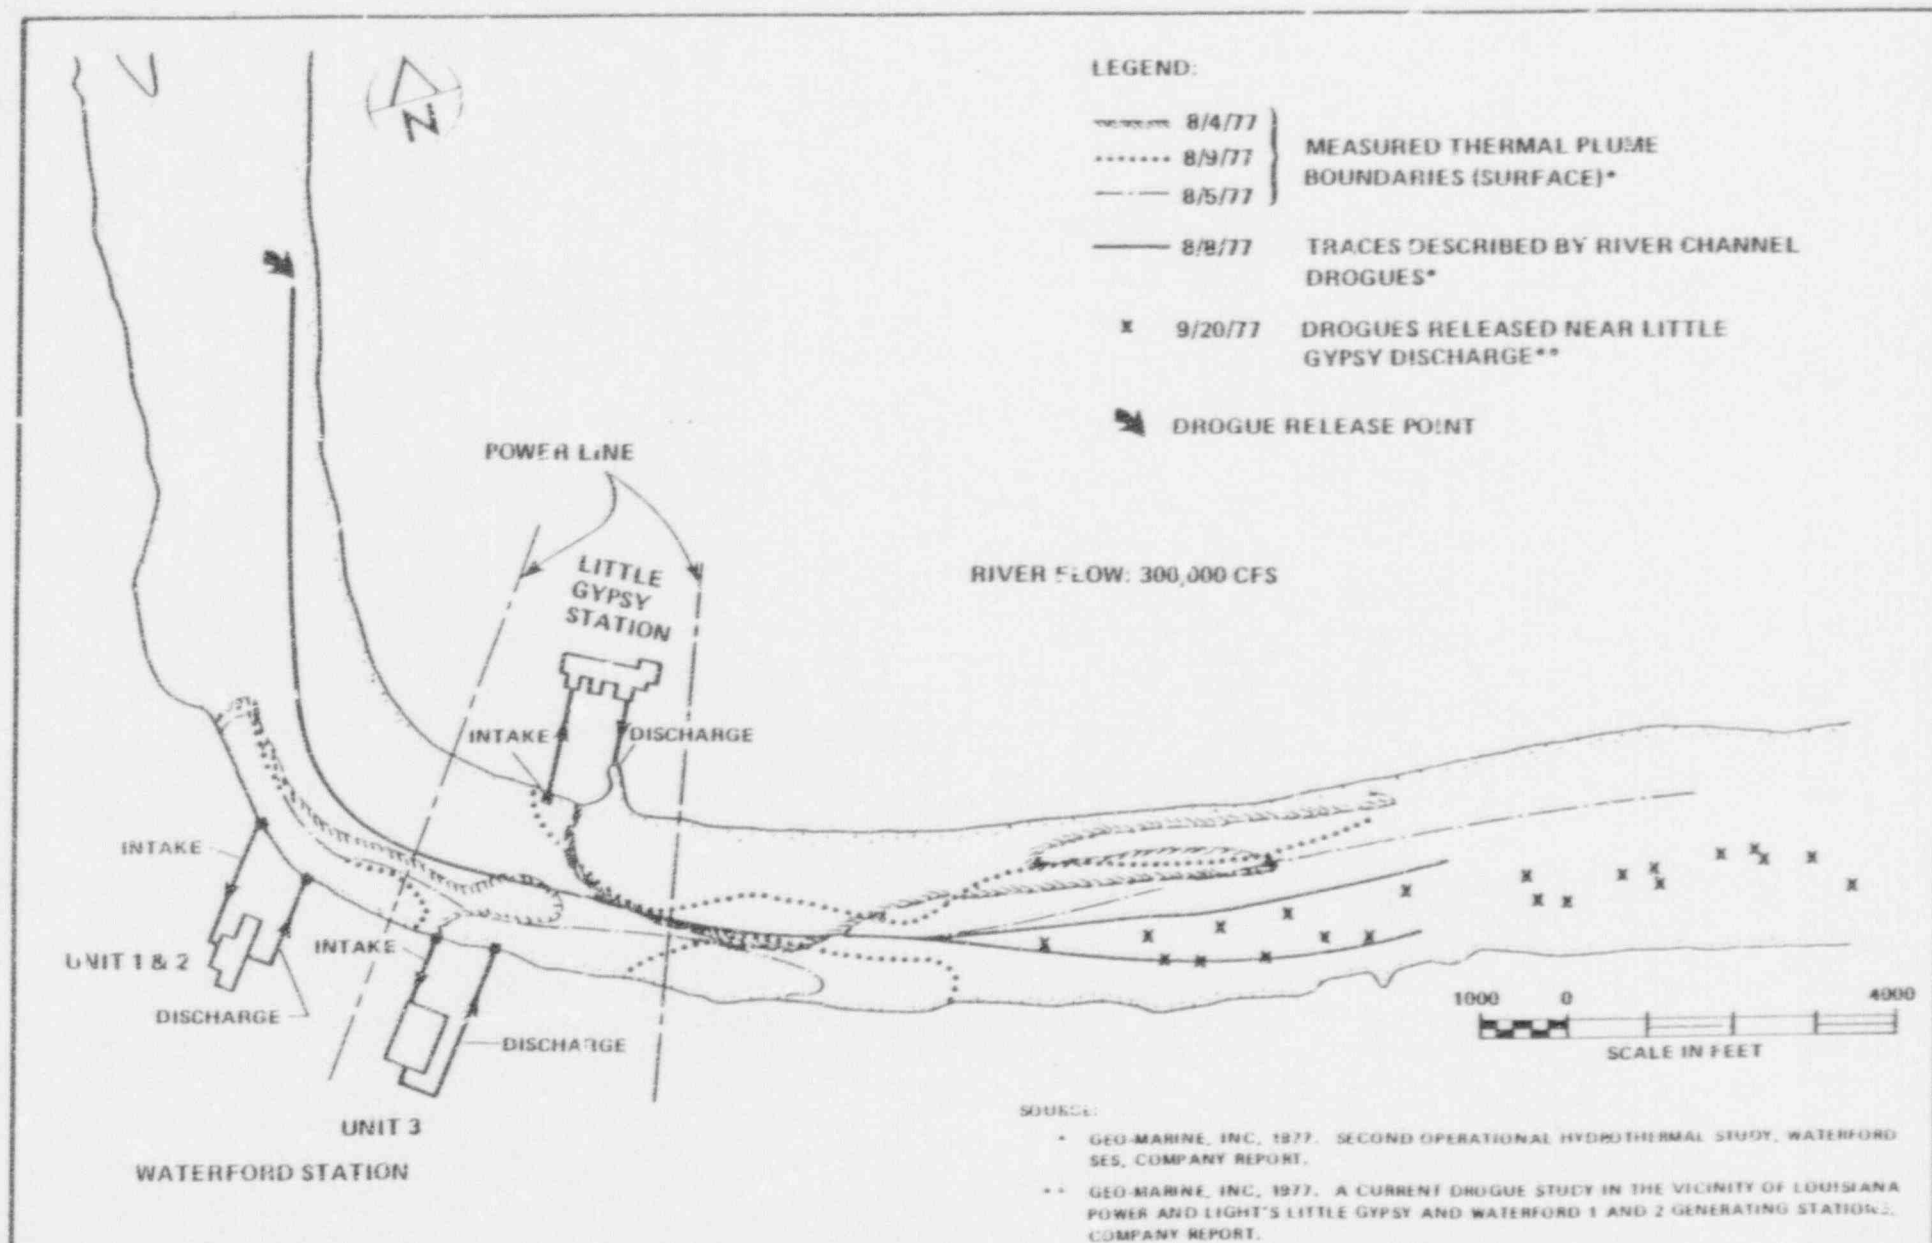 N
LEGEND:
8/4/77
8/9/77
8/5/77
MEASURED THERMAL PLUME
BOUNDARIES (SURFACE)*
8/8/77 TRACES DESCRIBED BY RIVER CHANNEL
DROGUES*
x 9/20/77 DROGUES RELEASED NEAR LITTLE
GYPSY DISCHARGE**
DROGUE RELEASE POINT
POWER LINE
LITTLE
GYPSY
STATION
RIVER FLOW: 300,000 CFS
INTAKE
DISCHARGE
INTAKE
UNIT 1 & 2
INTAKE
DISCHARGE
DISCHARGE
UNIT 3
WATERFORD STATION
1000 0 4000
SCALE IN FEET
SOURCE:
* GEO-MARINE, INC, 1977. SECOND OPERATIONAL HYDROTHERMAL STUDY, WATERFORD
SES, COMPANY REPORT.
** GEO-MARINE, INC, 1977. A CURRENT DROGUE STUDY IN THE VICINITY OF LOUISIANA
POWER AND LIGHT'S LITTLE GYPSY AND WATERFORD 1 AND 2 GENERATING STATIONS,
COMPANY REPORT.